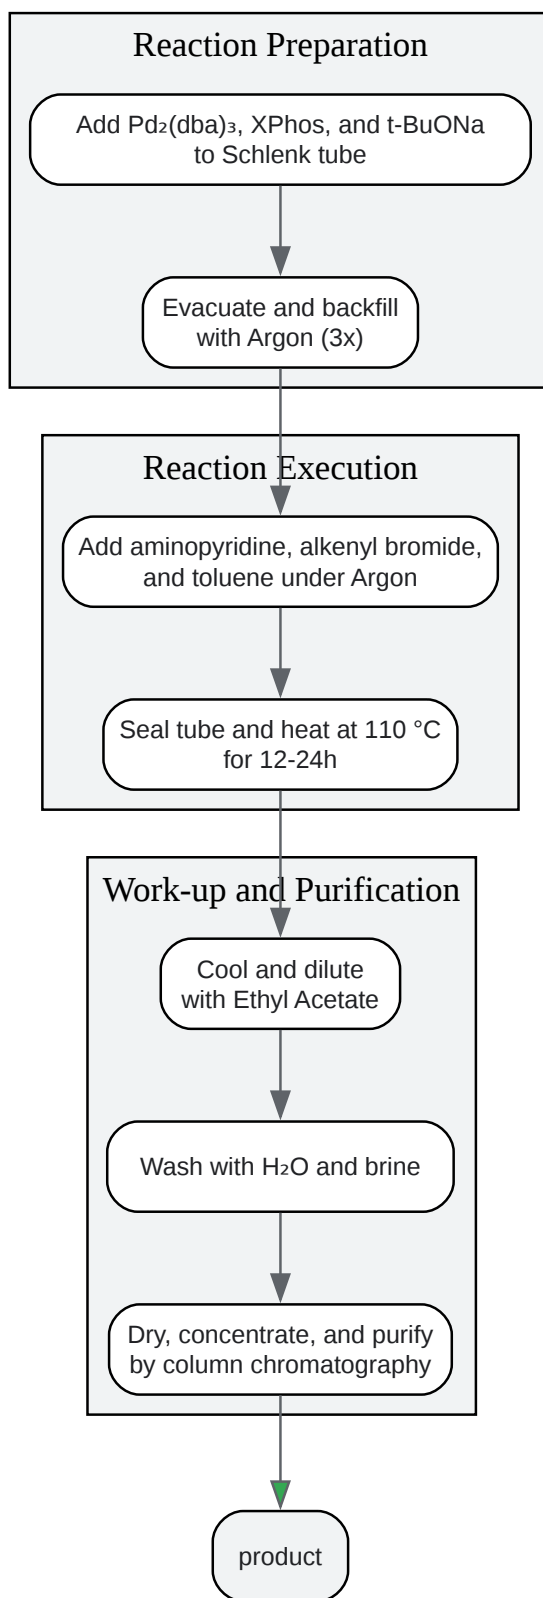 Reaction Preparation
Add Pd₂(dba)₃, XPhos, and t-BuONa
to Schlenk tube
Evacuate and backfill
with Argon (3x)
Reaction Execution
Add aminopyridine, alkenyl bromide,
and toluene under Argon
Seal tube and heat at 110 °C
for 12-24h
Work-up and Purification
Cool and dilute
with Ethyl Acetate
Wash with H₂O and brine
Dry, concentrate, and purify
by column chromatography
product